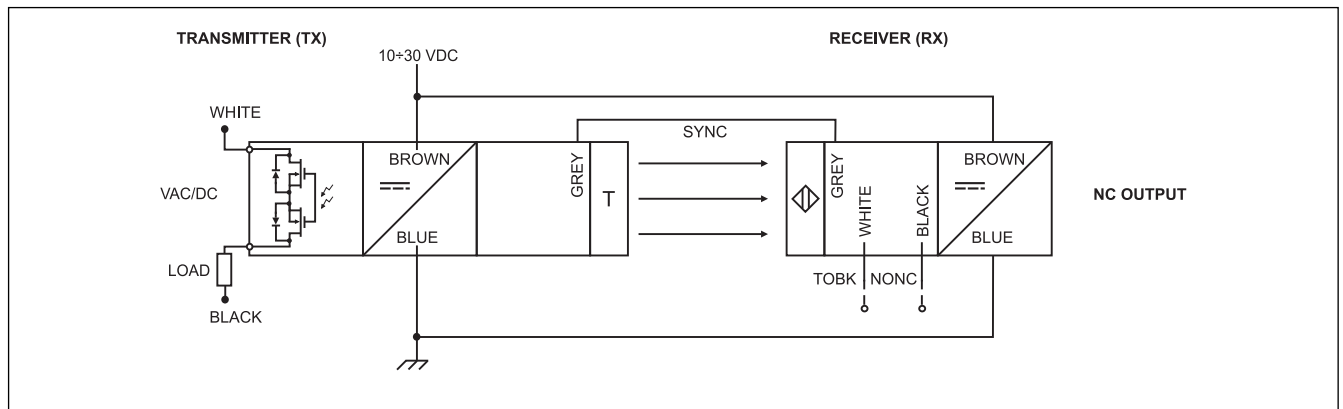 TRANSMITTER (TX)
RECEIVER (RX)
10÷30 VDC
WHITE
SYNC
BROWN
GREY
GREY
WHITE
BLACK
BROWN
VAC/DC
T
NC OUTPUT
BLUE
BLUE
LOAD
TOBK
NONC
BLACK